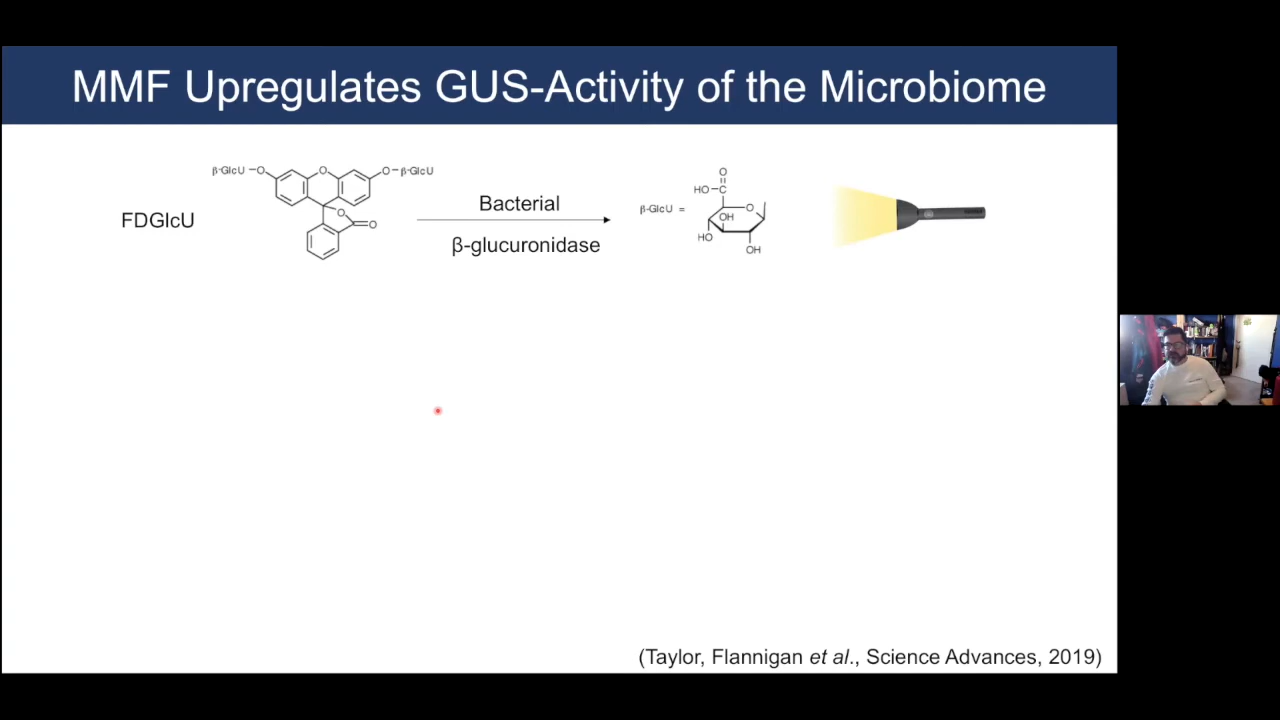 MMF Upregulates GUS-Activity of the Microbiome
FDGlcU
β-GlcU
O
O
O
β-GlcU
O
O
Bacterial
β-glucuronidase
β-GlcU =
O
HO
C
O
OH
HO
OH
(Taylor, Flannigan et al., Science Advances, 2019)